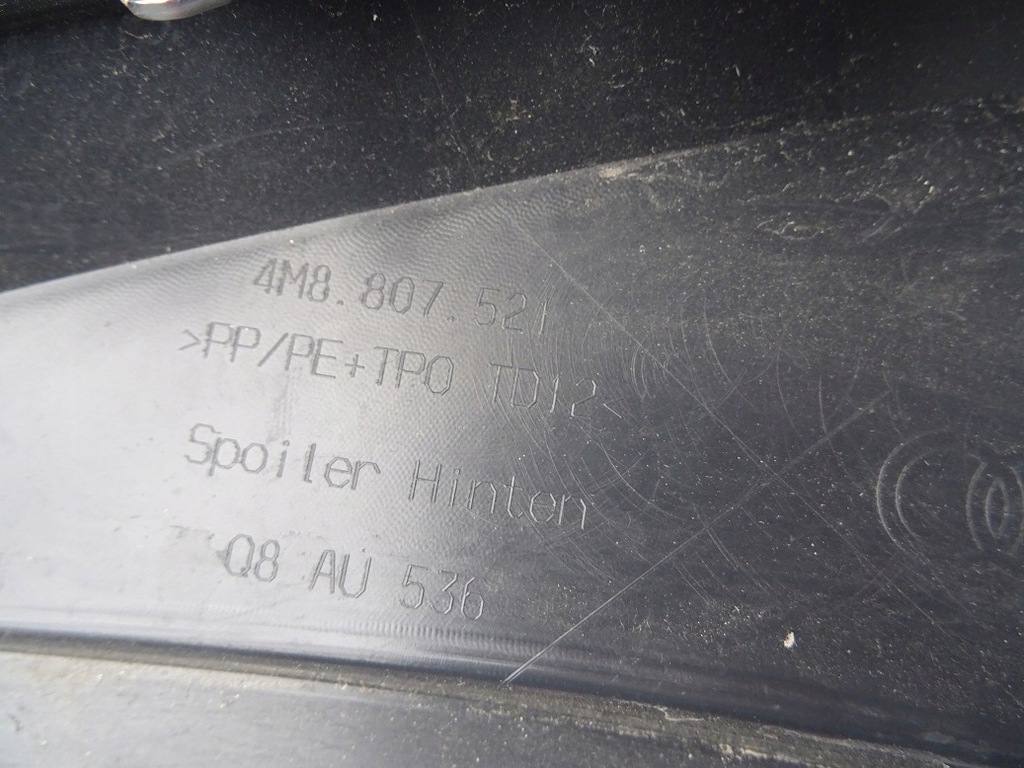 4M8.807.521
>PP/PE+TPO TD12<
Spoiler Hinten
Q8 AU 536